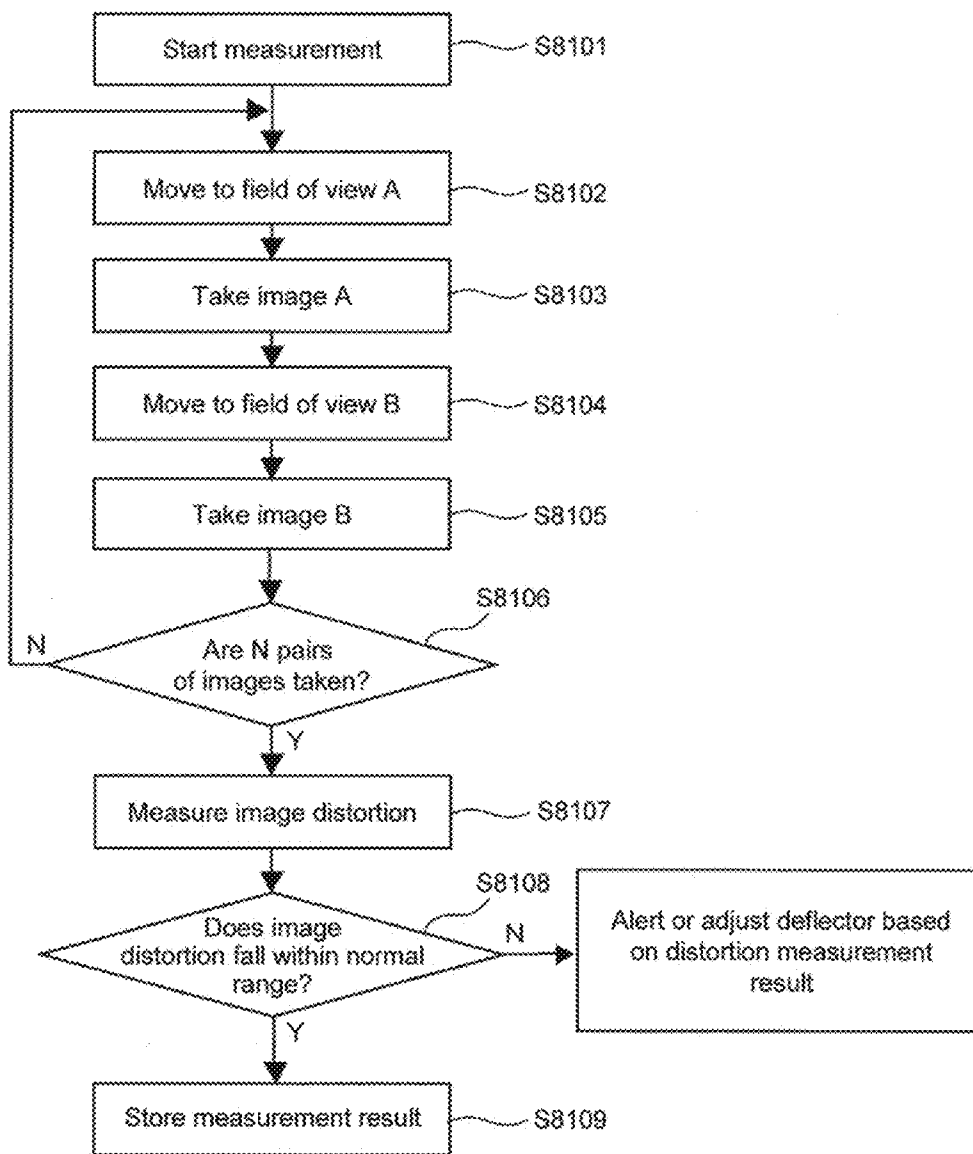 Start measurement
S8101
Move to field of view A
S8102
Take image A
S8103
Move to field of view B
S8104
Take image B
S8105
S8106
N
Are N pairs
of images taken?
Y
Measure image distortion
S8107
S8108
Does image
distortion fall within normal
range?
N
Alert or adjust deflector based
on distortion measurement
result
Y
Store measurement result
S8109